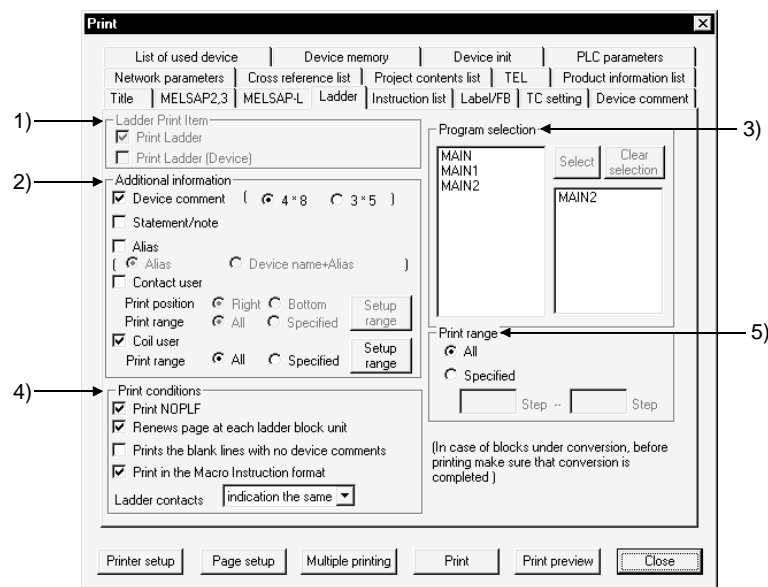 Print
List of used device
Device memory
Device init
PLC parameters
Network parameters
Cross reference list
Project contents list
TEL
Product information list
Title
MELSAP2,3
MELSAP-L
Ladder
Instruction list
Label/FB
TC setting
Device comment
1)
Ladder Print Item
Print Ladder
Print Ladder (Device)
2)
Additional information
Device comment ( 4 * 8 3 * 5 )
Statement/note
Alias
( Alias Device name+Alias )
Contact user
Print position Right Bottom
Print range All Specified
Setup range
Coil user
Print range All Specified
Setup range
3)
Program selection
MAIN
MAIN1
MAIN2
Select
Clear selection
MAIN2
4)
Print conditions
Print NOPLF
Renews page at each ladder block unit
Prints the blank lines with no device comments
Print in the Macro Instruction format
Ladder contacts indication the same
5)
Print range
All
Specified
Step -- Step
(In case of blocks under conversion, before
printing make sure that conversion is
completed )
Printer setup
Page setup
Multiple printing
Print
Print preview
Close